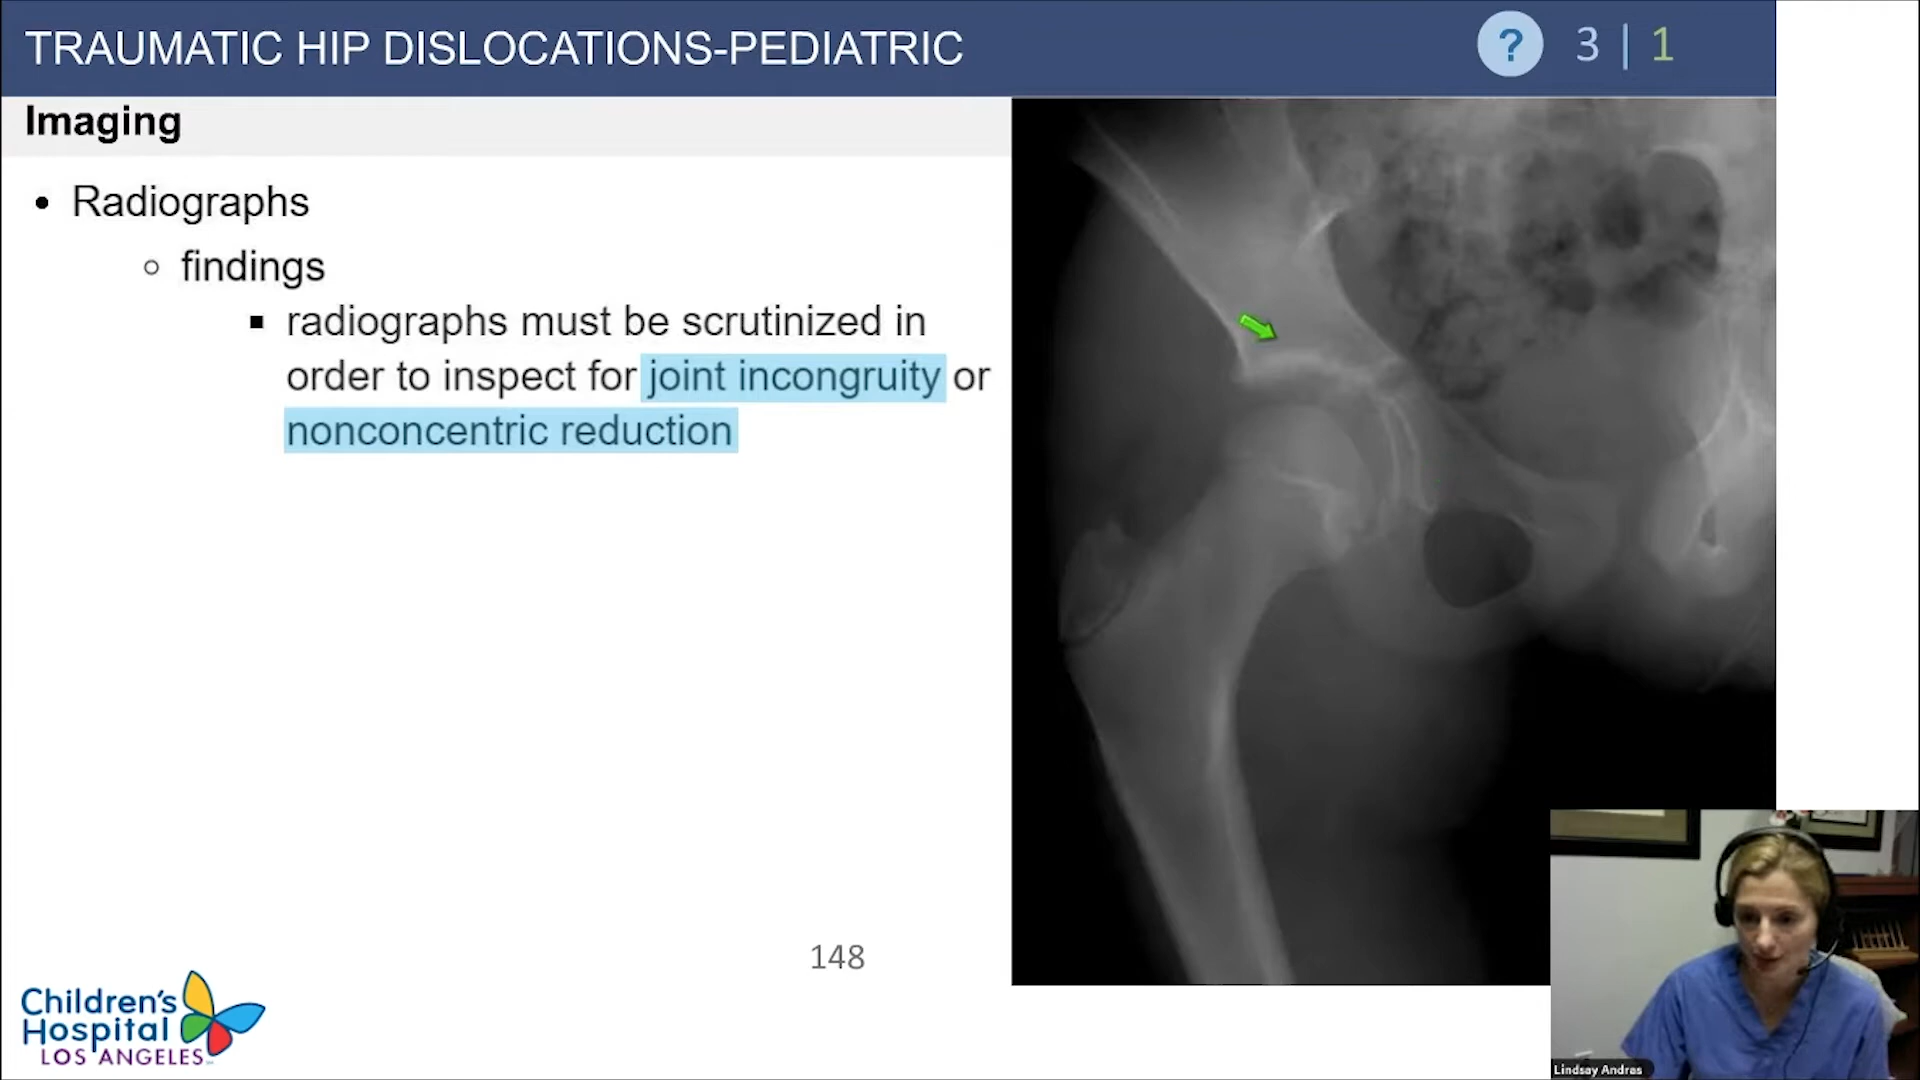 TRAUMATIC HIP DISLOCATIONS-PEDIATRIC
? 3 | 1
Imaging
• Radiographs
○ findings
▪ radiographs must be scrutinized in
order to inspect for joint incongruity or
nonconcentric reduction
148
Children's
Hospital
LOS ANGELES
Lindsay Andras